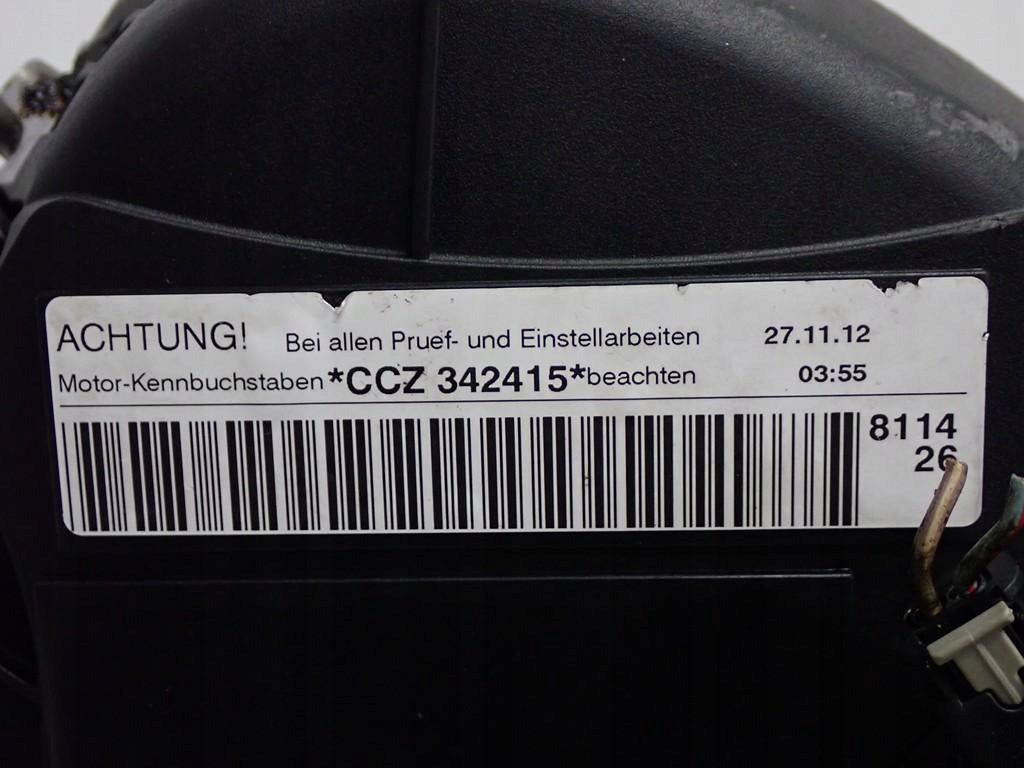 ACHTUNG! Bei allen Pruef- und Einstellarbeiten 27.11.12
Motor-Kennbuchstaben *CCZ 342415* beachten 03:55
8114
26